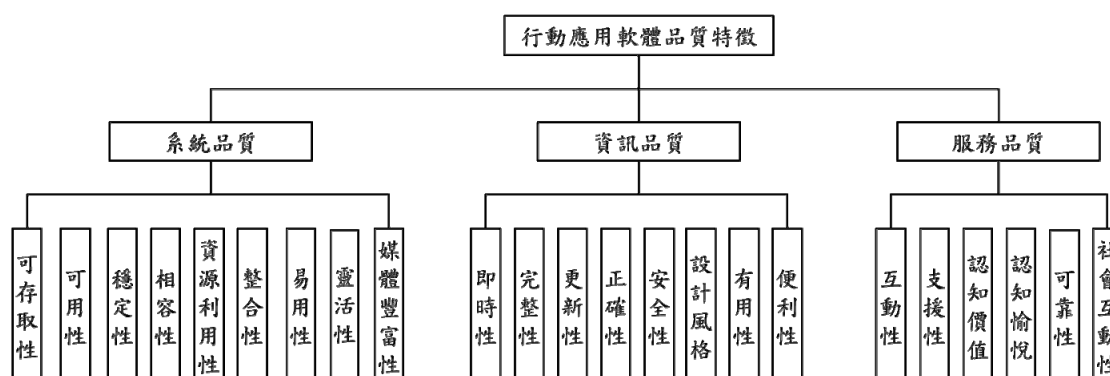 行動應用軟體品質特徵
系統品質
資訊品質
服務品質
可存取性
可用性
穩定性
相容性
資源利用性
整合性
易用性
靈活性
媒體豐富性
即時性
完整性
更新性
正確性
安全性
設計風格
有用性
便利性
互動性
支援性
認知價值
認知愉悅
可靠性
社會互動性